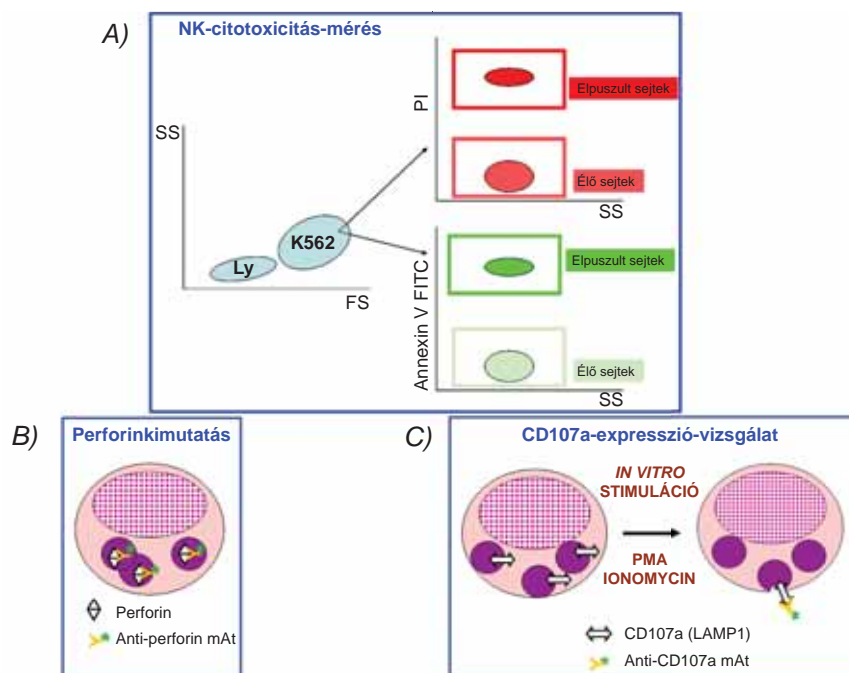 A)
NK-citotoxicitás-mérés
SS
K562
Ly
FS
PI
Elpusztult sejtek
Élő sejtek
SS
Annexin V FITC
Elpuszult sejtek
Élő sejtek
SS
B)
Perforinkimutatás
Perforin
Anti-perforin mAt
C)
CD107a-expresszió-vizsgálat
IN VITRO
STIMULÁCIÓ
PMA
IONOMYCIN
CD107a (LAMP1)
Anti-CD107a mAt